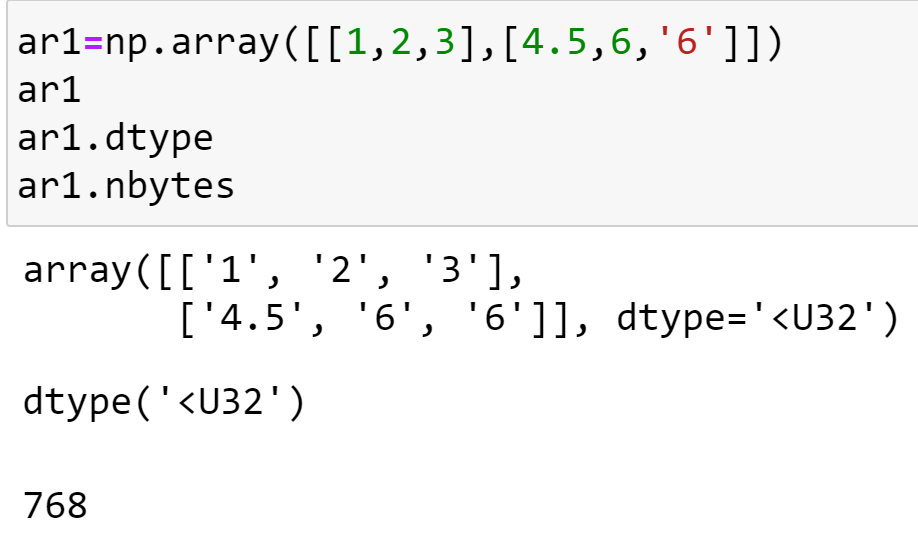 ar1=np.array([[1,2,3],[4.5,6,'6']])
ar1
ar1.dtype
ar1.nbytes
array([['1', '2', '3'],
       ['4.5', '6', '6']], dtype='<U32')
dtype('<U32')
768